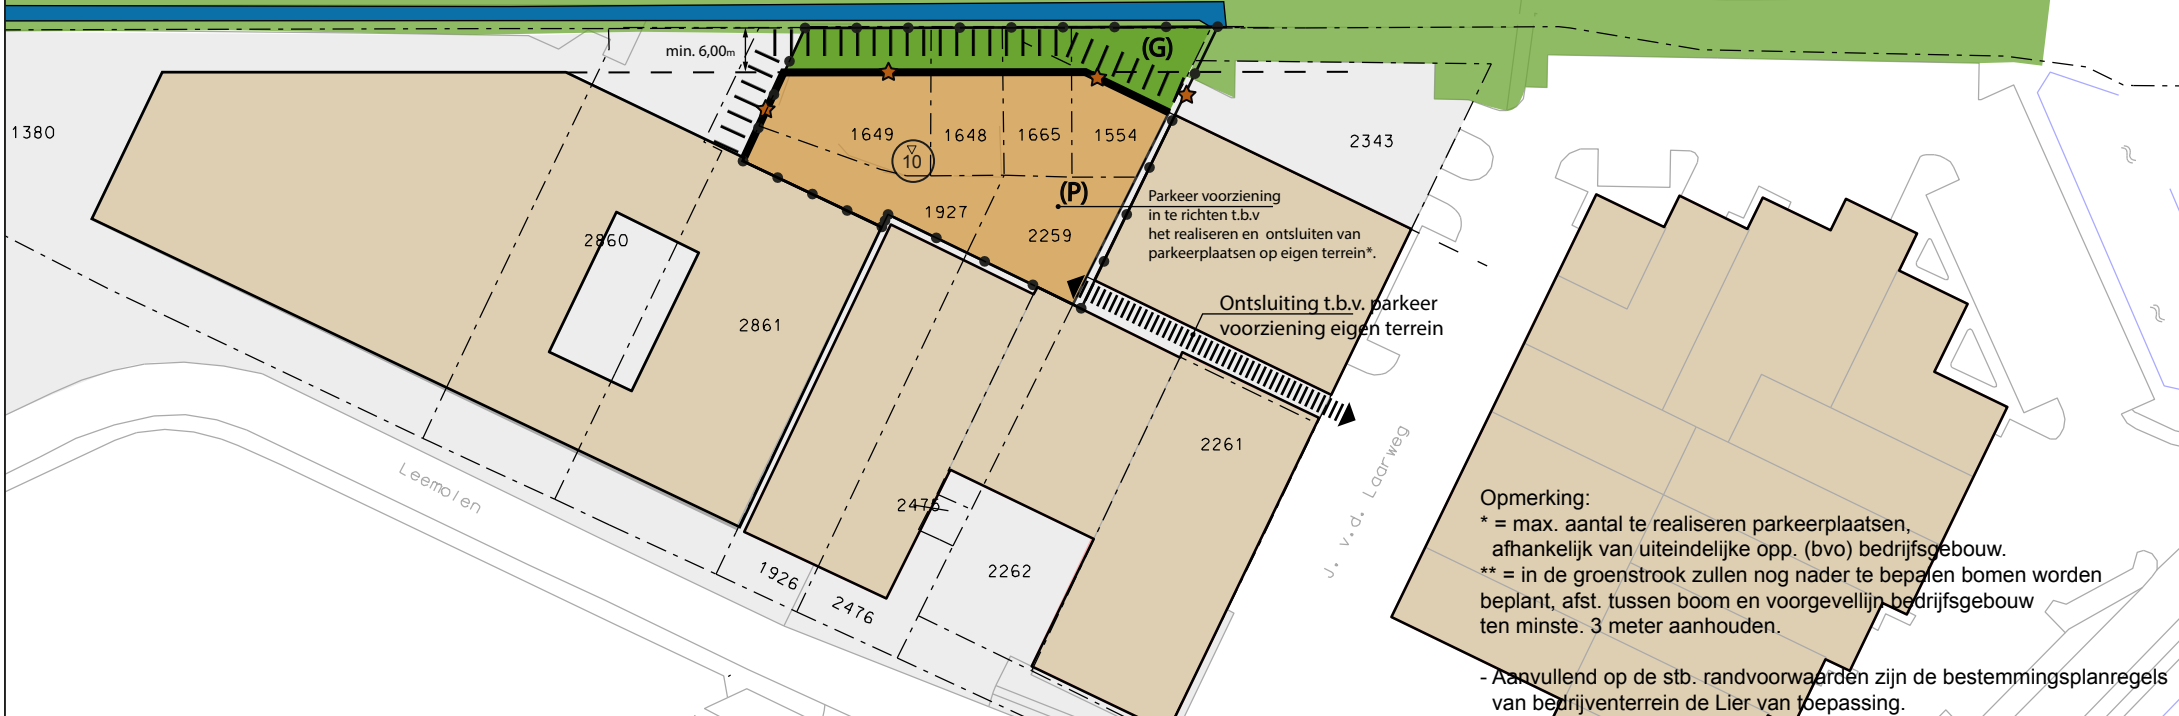 min. 6,00m
(G)
1380
1649
1648
1665
1554
2343
10
(P)
Parkeer voorziening
in te richten t.b.v
het realiseren en ontsluiten van
parkeerplaatsen op eigen terrein*.
1927
2259
2860
2861
Ontsluiting t.b.v. parkeer
voorziening eigen terrein
2261
Leemolen
2475
J. v.d. Laarweg
1926
2476
2262
Opmerking:
* = max. aantal te realiseren parkeerplaatsen,
afhankelijk van uiteindelijke opp. (bvo) bedrijfsgebouw.
** = in de groenstrook zullen nog nader te bepalen bomen worden
beplant, afst. tussen boom en voorgevellijn bedrijfsgebouw
ten minste. 3 meter aanhouden.
- Aanvullend op de stb. randvoorwaarden zijn de bestemmingsplanregels
van bedrijventerrein de Lier van toepassing.